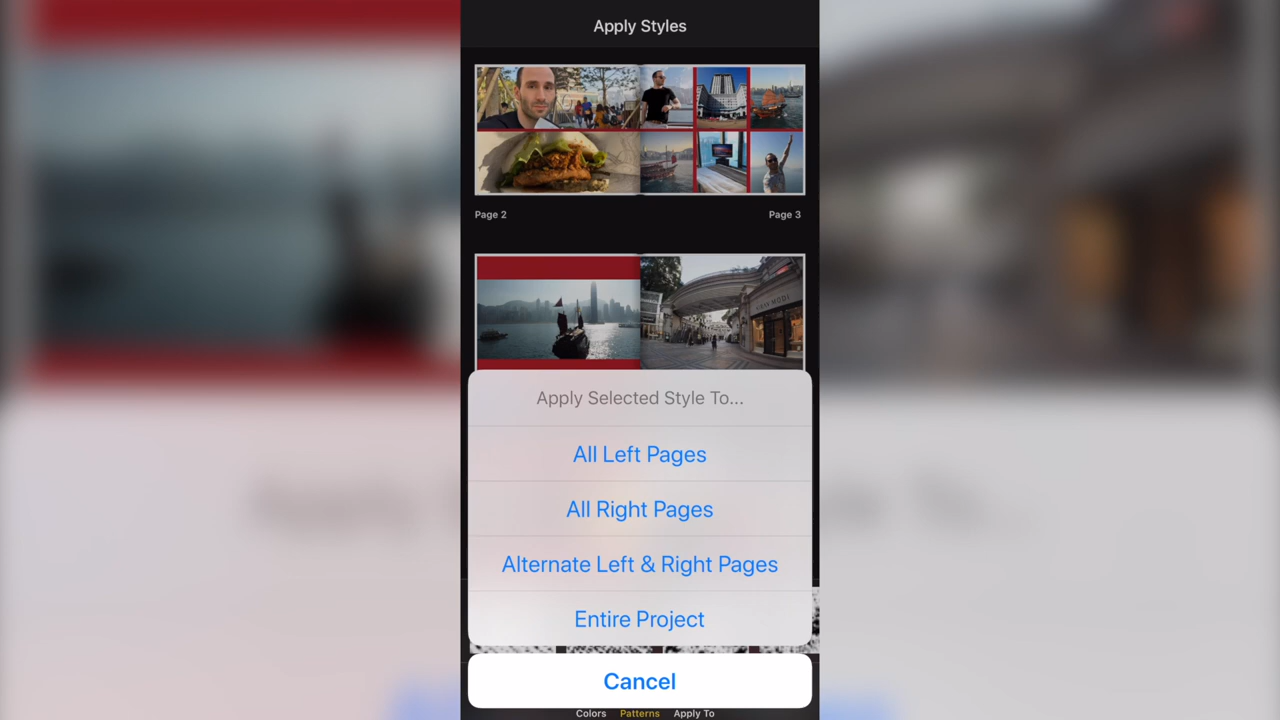 Apply Styles
Page 2
Page 3
Apply Selected Style To...
All Left Pages
All Right Pages
Alternate Left & Right Pages
Entire Project
Cancel
Colors
Patterns
Apply To